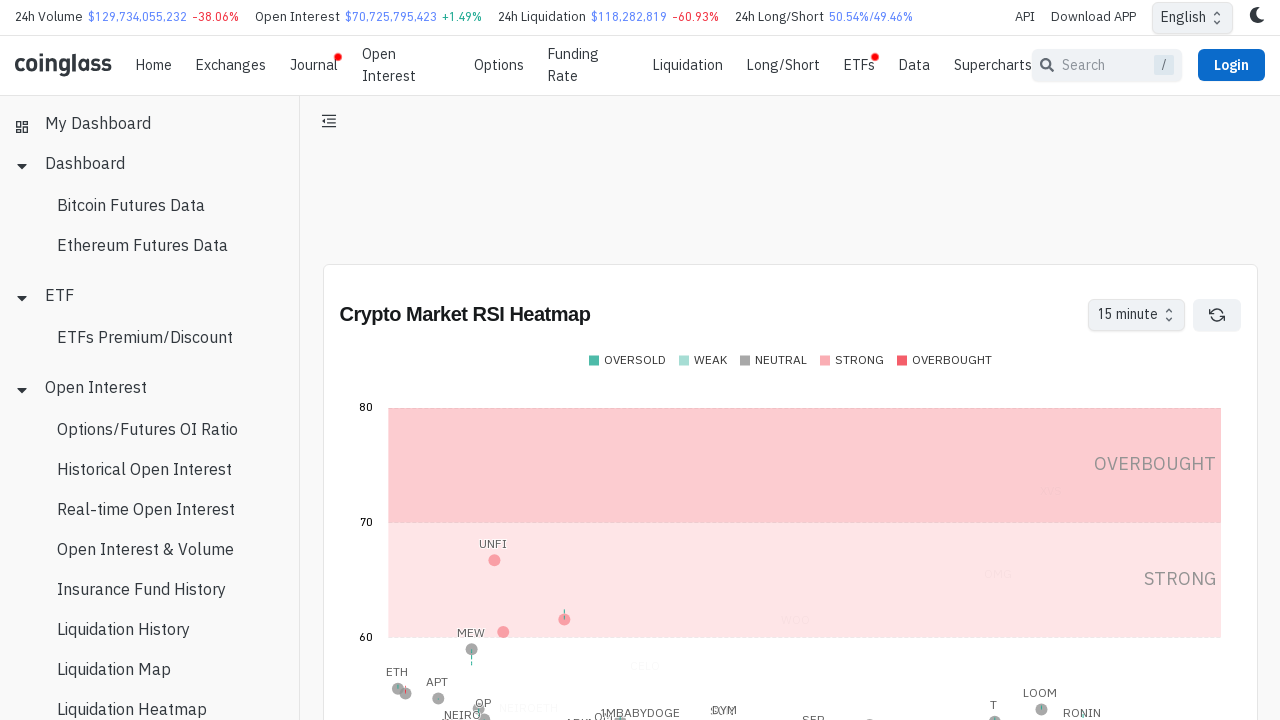 24h Volume $129,734,055,232 -38.06% Open Interest $70,725,795,423 +1.49% 24h Liquidation $118,282,819 -60.93% 24h Long/Short 50.54%/49.46% API Download APP English
coinglass Home Exchanges Journal Open Interest Options Funding Rate Liquidation Long/Short ETFs Data Supercharts Search / Login
My Dashboard
Dashboard
Bitcoin Futures Data
Ethereum Futures Data
ETF
ETFs Premium/Discount
Open Interest
Options/Futures OI Ratio
Historical Open Interest
Real-time Open Interest
Open Interest & Volume
Insurance Fund History
Liquidation History
Liquidation Map
Liquidation Heatmap
Crypto Market RSI Heatmap 15 minute
OVERSOLD WEAK NEUTRAL STRONG OVERBOUGHT
80
OVERBOUGHT
70
UNFI
STRONG
60
MEW
ETH
APT
OP
NEIRO
1MBABYDOGE
DYM
T
LOOM
RONIN